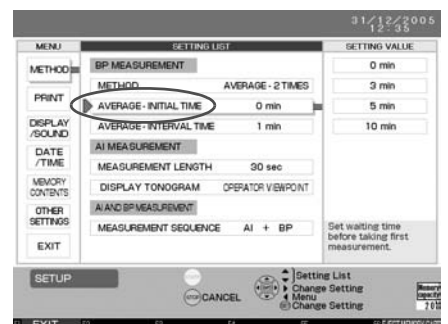 31/12/2005
12:35
MENU
SETTING LIST
SETTING VALUE
METHOD
BP MEASUREMENT
0 min
METHOD
AVERAGE - 2 TIMES
3 min
PRINT
AVERAGE - INITIAL TIME
0 min
5 min
DISPLAY
/SOUND
AVERAGE - INTERVAL TIME
1 min
10 min
DATE
/TIME
AI MEASUREMENT
MEASUREMENT LENGTH
30 sec
MEMORY
CONTENTS
DISPLAY TONOGRAM
OPERATOR VIEWPOINT
OTHER
SETTINGS
AI AND BP MEASUREMENT
MEASUREMENT SEQUENCE
AI + BP
EXIT
Set waiting time
before taking first
measurement.
SETUP
CANCEL
Setting List
Change Setting
Menu
Change Setting
Memory
capacity
EXIT